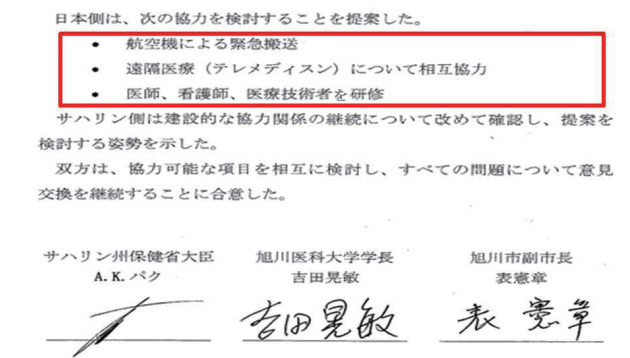 日本側は、次の協力を検討することを提案した。
• 航空機による緊急搬送
• 遠隔医療（テレメディスン）について相互協力
• 医師、看護師、医療技術者を研修
サハリン側は建設的な協力関係の継続について改めて確認し、提案を
検討する姿勢を示した。
双方は、協力可能な項目を相互に検討し、すべての問題について意見
交換を継続することに合意した。
サハリン州保健省大臣 旭川医科大学学長 旭川市副市長
A.K.パク 吉田晃敏 表憲章
吉田晃敏 表憲章